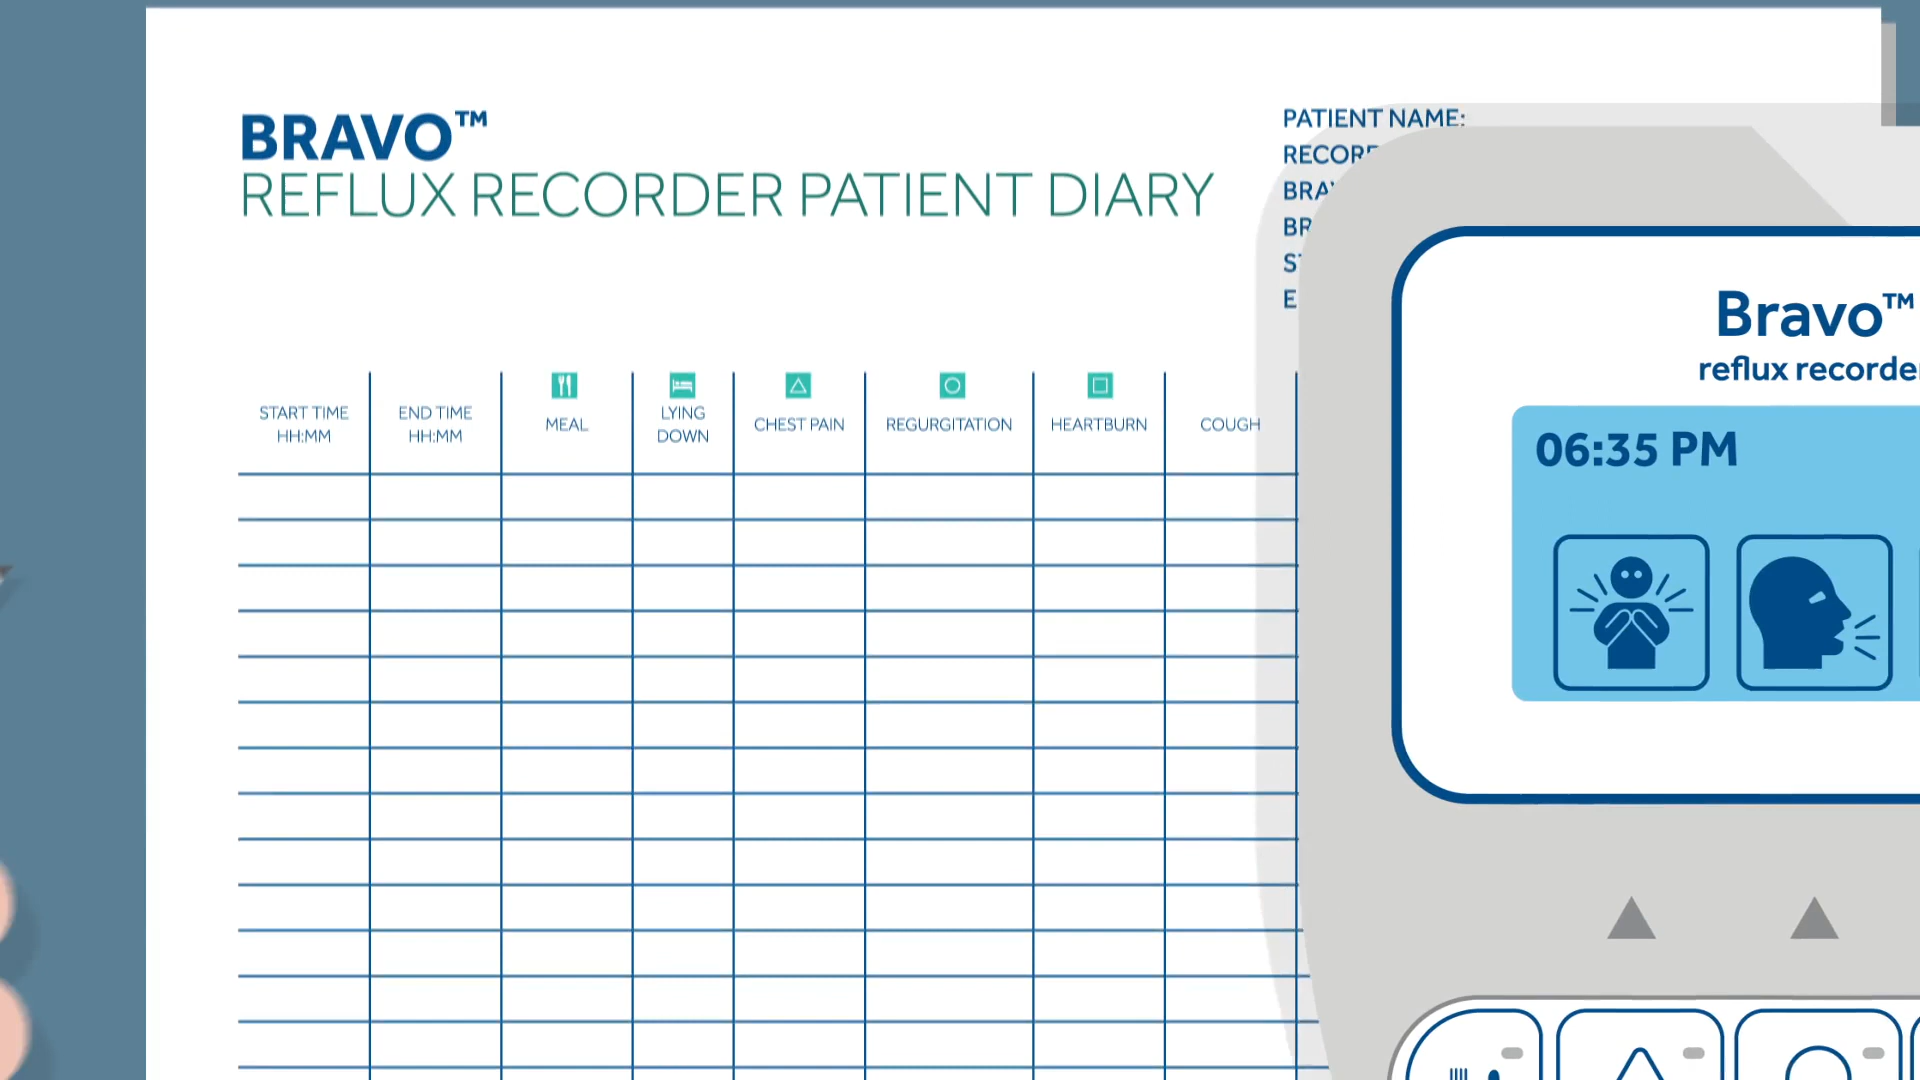 BRAVO™
REFLUX RECORDER PATIENT DIARY
PATIENT NAME:
START TIME
HH:MM
END TIME
HH:MM
MEAL
LYING
DOWN
CHEST PAIN
REGURGITATION
HEARTBURN
COUGH
Bravo™
reflux
06:35 PM